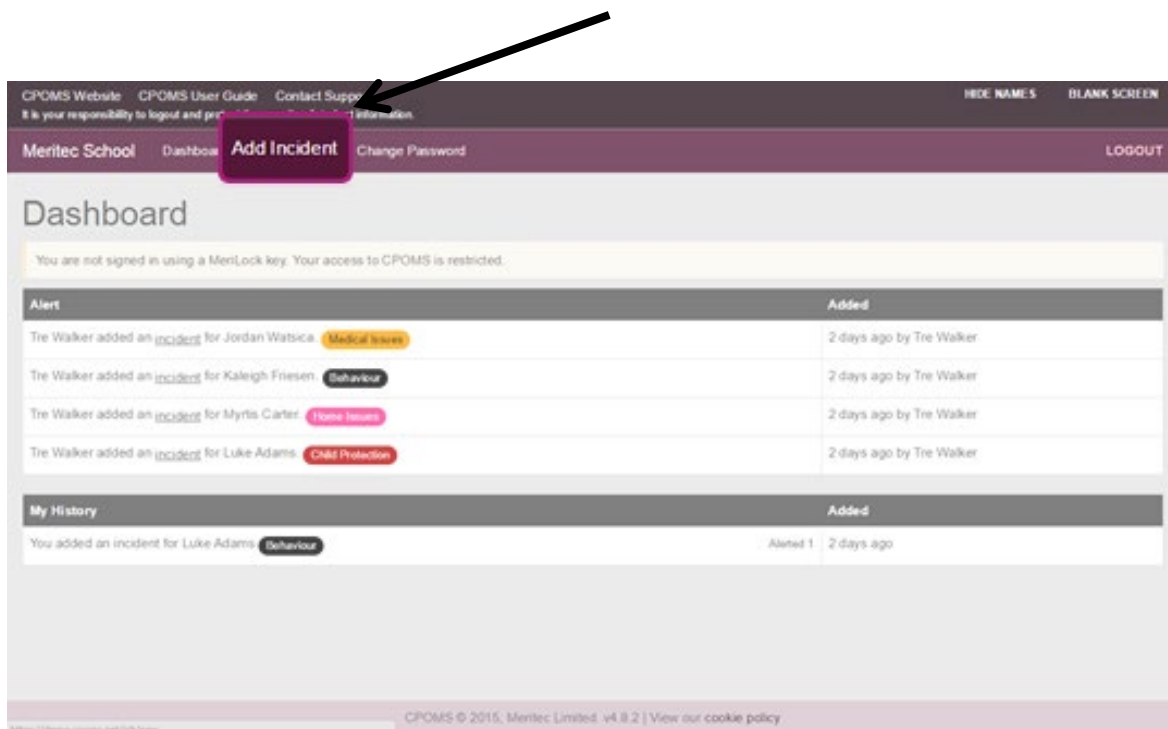 CPOMS Website CPOMS User Guide Contact
HIDE NAMES BLANK SCREEN
It is your responsibility to logout and information.
Meritec School Add Incident Change Password LOGOUT
Dashboard
You are not signed in using a MeriLock key. Your access to CPOMS is restricted.
Alert Added
Tre Walker added an incident for Jordan Watsica. Medical Issues 2 days ago by Tre Walker
Tre Walker added an incident for Kaleigh Friesen. Behaviour 2 days ago by Tre Walker
Tre Walker added an incident for Myrtis Carter. Home Issues 2 days ago by Tre Walker
Tre Walker added an incident for Luke Adams. Child Protection 2 days ago by Tre Walker
My History Added
You added an incident for Luke Adams Behaviour Alerted 1 2 days ago
CPOMS © 2015, Meritec Limited. v4.8.2 | View our cookie policy